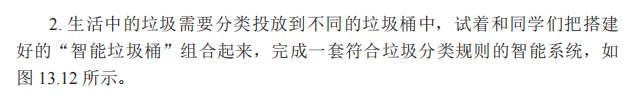 2. 生活中的垃圾需要分类投放到不同的垃圾桶中，试着和同学们把搭建
好的“智能垃圾桶”组合起来，完成一套符合垃圾分类规则的智能系统，如
图 13.12 所示。